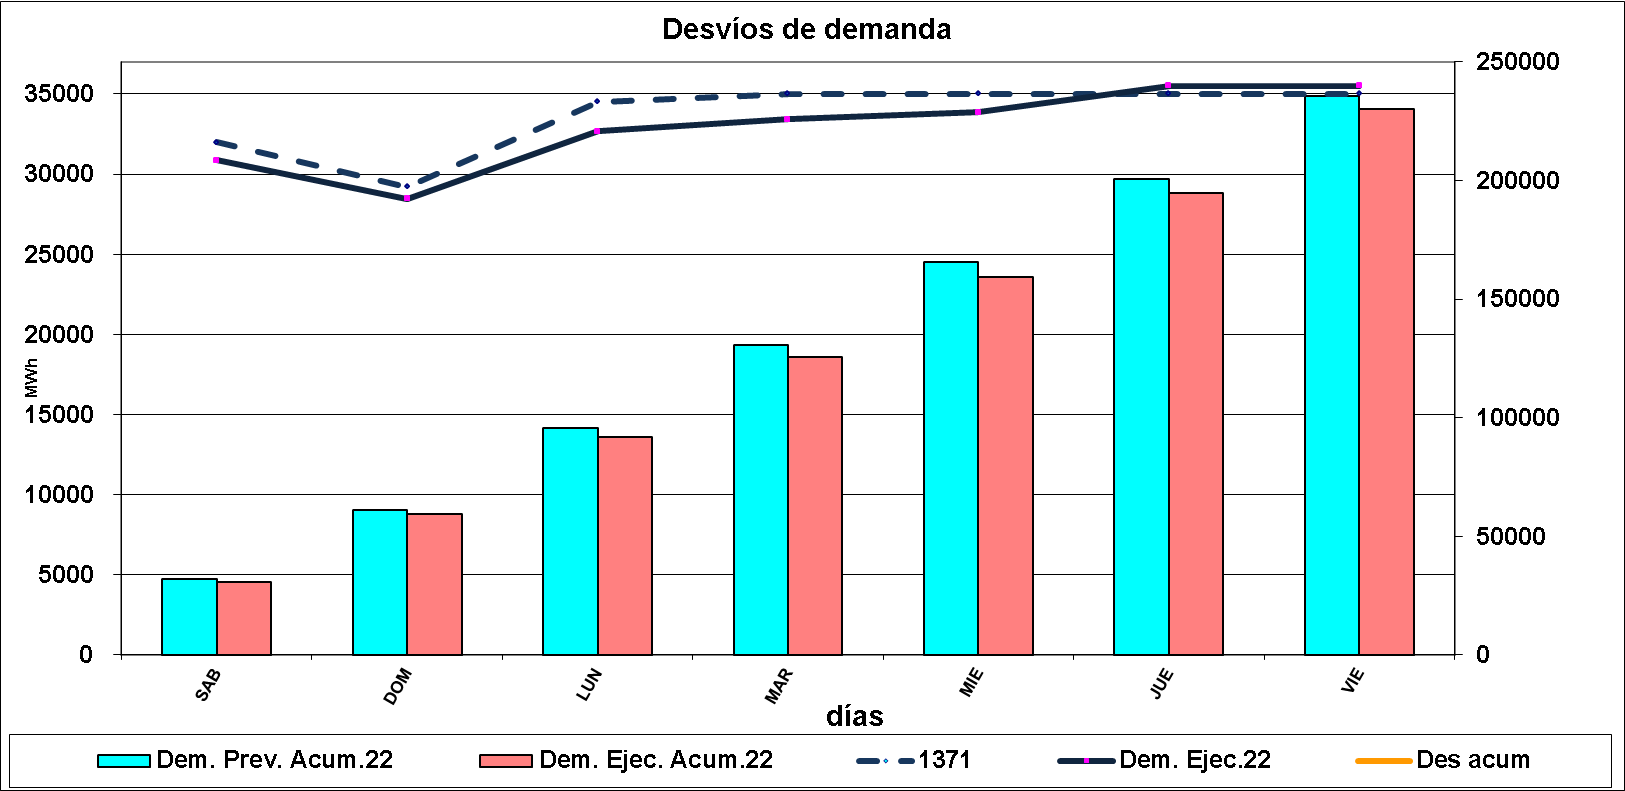 Desvíos de demanda
250000
35000
30000
200000
25000
150000
20000
MWh
15000
100000
10000
50000
5000
0
0
SAB
DOM
LUN
MAR
MIE
JUE
VIE
días
Dem. Prev. Acum.22
Dem. Ejec. Acum.22
1371
Dem. Ejec.22
Des acum